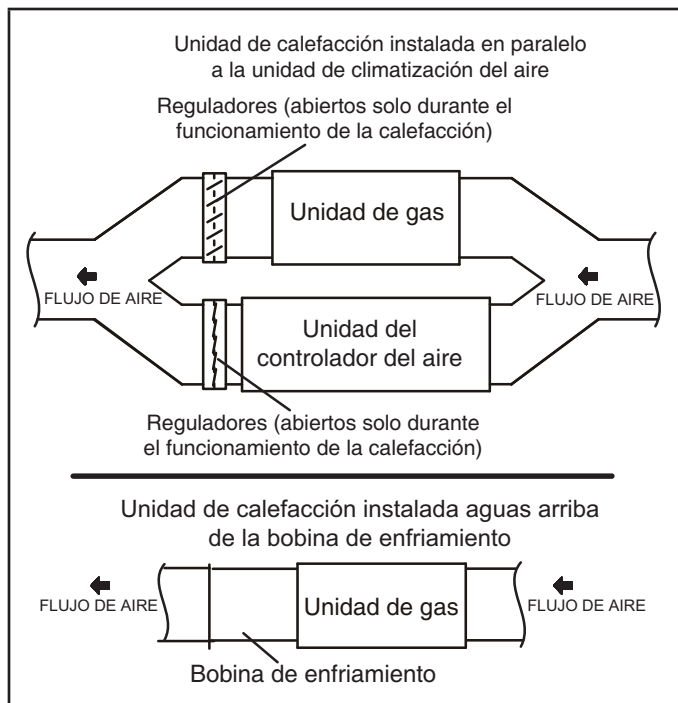 Unidad de calefacción instalada en paralelo
a la unidad de climatización del aire
Reguladores (abiertos solo durante el
funcionamiento de la calefacción)
Unidad de gas
FLUJO DE AIRE
FLUJO DE AIRE
Unidad del
controlador del aire
Reguladores (abiertos solo durante
el funcionamiento de la calefacción)
Unidad de calefacción instalada aguas arriba
de la bobina de enfriamiento
FLUJO DE AIRE
Unidad de gas
FLUJO DE AIRE
Bobina de enfriamiento